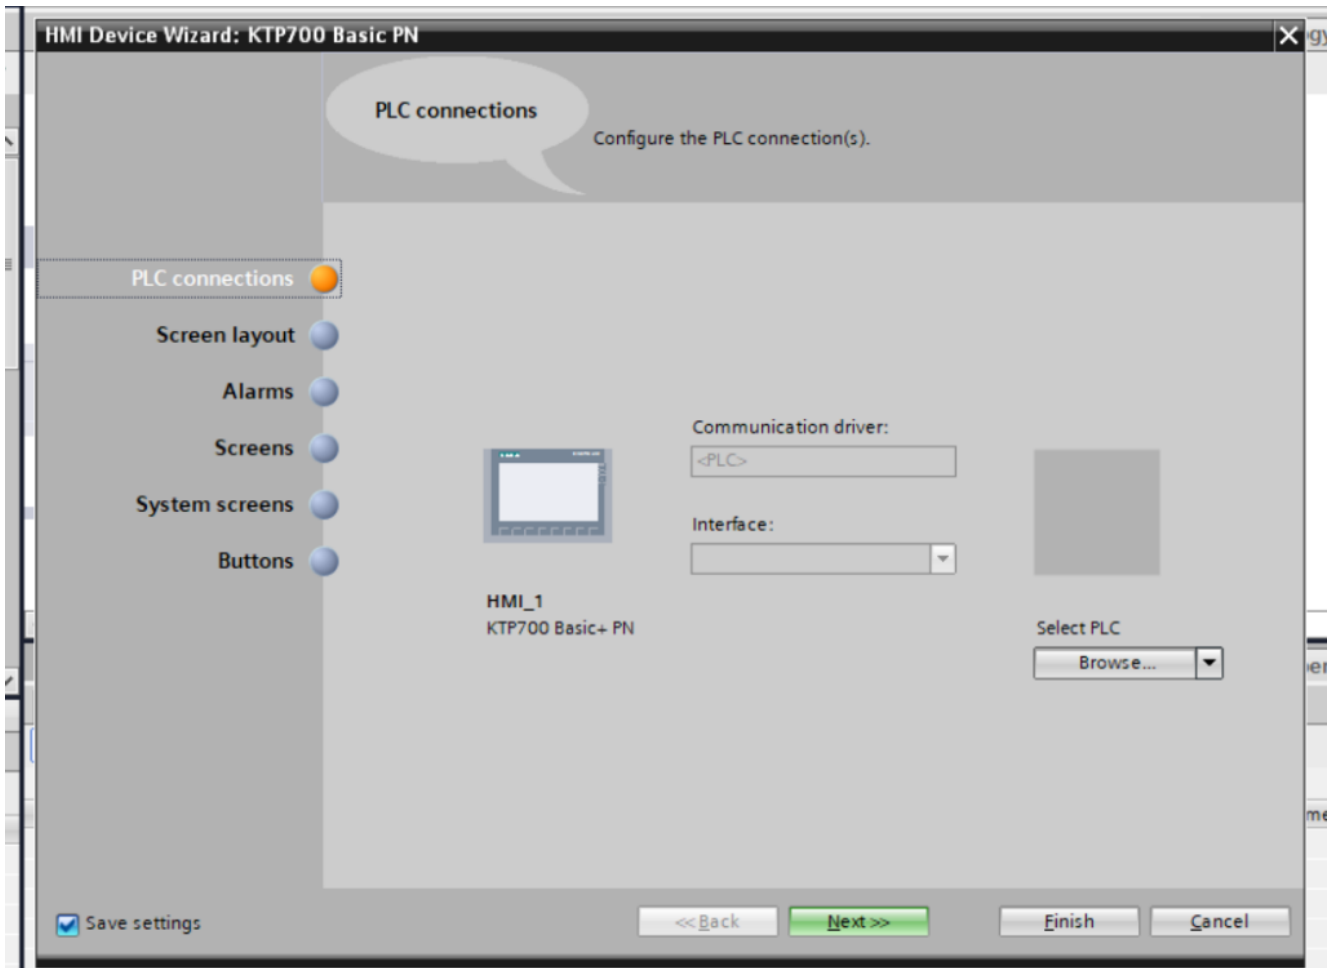 HMI Device Wizard: KTP700 Basic PN
gy
PLC connections
Configure the PLC connection(s).
PLC connections
Screen layout
Alarms
Screens
System screens
Buttons
Communication driver:
<PLC>
Interface:
HMI_1
KTP700 Basic+ PN
Select PLC
Browse...
Save settings
<<Back
Next>>
Finish
Cancel